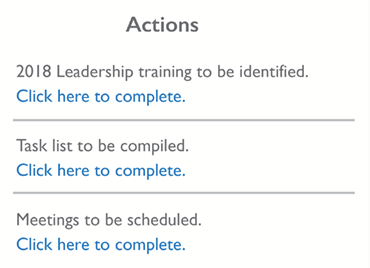 Actions
2018 Leadership training to be identified.
Click here to complete.
Task list to be compiled.
Click here to complete.
Meetings to be scheduled.
Click here to complete.